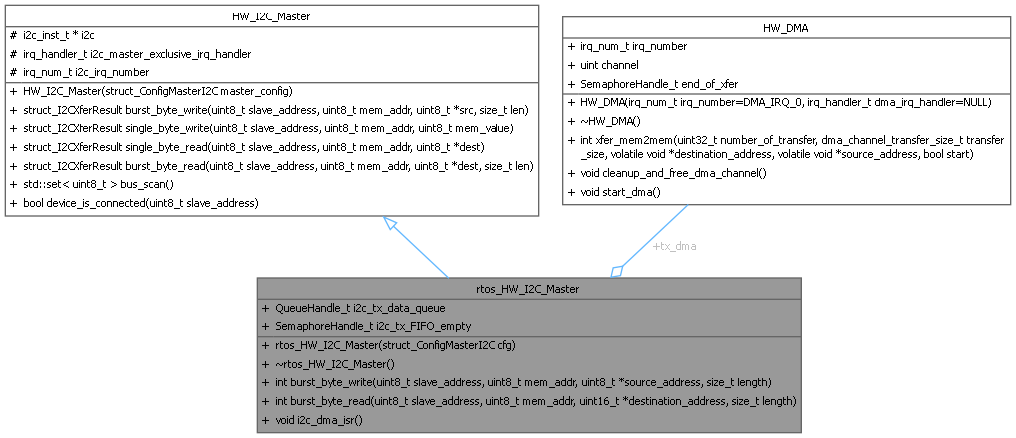 HW_I2C_Master
# i2c_inst_t * i2c
# irq_handler_t i2c_master_exclusive_irq_handler
# irq_num_t i2c_irq_number
+ HW_I2C_Master(struct_ConfigMasterI2C master_config)
+ struct_I2CXferResult burst_byte_write(uint8_t slave_address, uint8_t mem_addr, uint8_t *src, size_t len)
+ struct_I2CXferResult single_byte_write(uint8_t slave_address, uint8_t mem_addr, uint8_t mem_value)
+ struct_I2CXferResult single_byte_read(uint8_t slave_address, uint8_t mem_addr, uint8_t *dest)
+ struct_I2CXferResult burst_byte_read(uint8_t slave_address, uint8_t mem_addr, uint8_t *dest, size_t len)
+ std::set< uint8_t > bus_scan()
+ bool device_is_connected(uint8_t slave_address)
HW_DMA
+ irq_num_t irq_number
+ uint channel
+ SemaphoreHandle_t end_of_xfer
+ HW_DMA(irq_num_t irq_number=DMA_IRQ_0, irq_handler_t dma_irq_handler=NULL)
+ ~HW_DMA()
+ int xfer_mem2mem(uint32_t number_of_transfer, dma_channel_transfer_size_t transfer
_size, volatile void *destination_address, volatile void *source_address, bool start)
+ void cleanup_and_free_dma_channel()
+ void start_dma()
+tx_dma
rtos_HW_I2C_Master
+ QueueHandle_t i2c_tx_data_queue
+ SemaphoreHandle_t i2c_tx_FIFO_empty
+ rtos_HW_I2C_Master(struct_ConfigMasterI2C cfg)
+ ~rtos_HW_I2C_Master()
+ int burst_byte_write(uint8_t slave_address, uint8_t mem_addr, uint8_t *source_address, size_t length)
+ int burst_byte_read(uint8_t slave_address, uint8_t mem_addr, uint16_t *destination_address, size_t length)
+ void i2c_dma_isr()